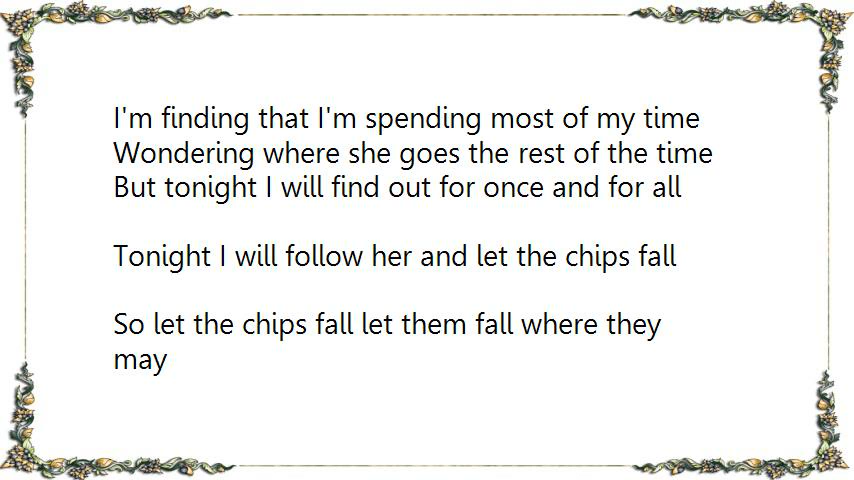 I'm finding that I'm spending most of my time
Wondering where she goes the rest of the time
But tonight I will find out for once and for all
Tonight I will follow her and let the chips fall
So let the chips fall let them fall where they
may